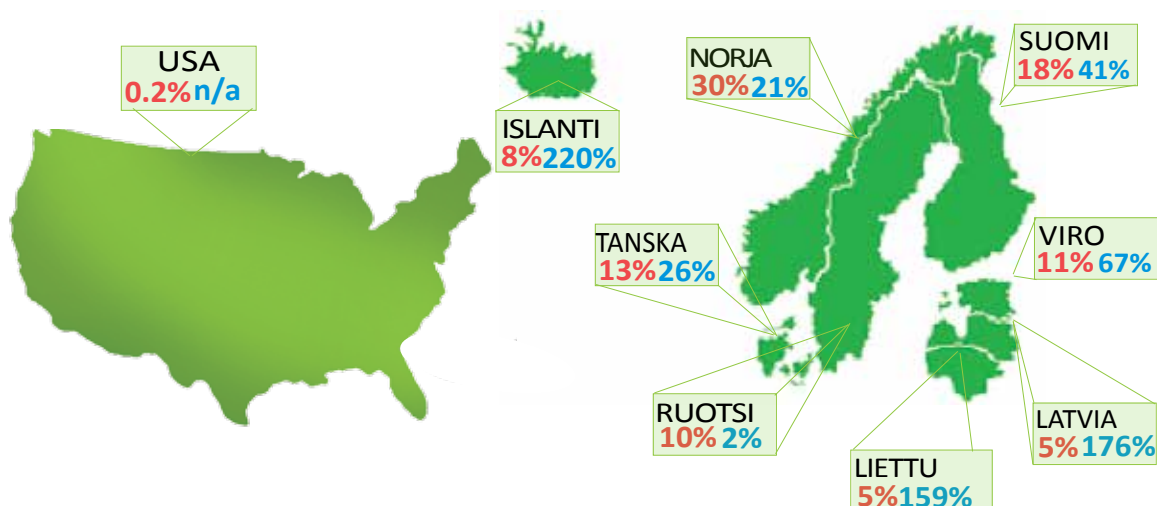 USA
0.2% n/a
ISLANTI
8% 220%
NORJA
30% 21%
SUOMI
18% 41%
TANSKA
13% 26%
VIRO
11% 67%
RUOTSI
10% 2%
LATVIA
5% 176%
LIETTU
5% 159%